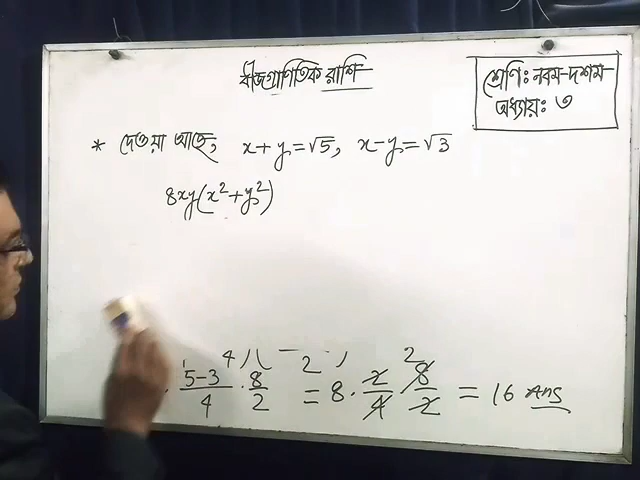 বীজগাণিতিক রাশি
শ্রেণি: নবম-দশম
অধ্যায়: ৩
* দেওয়া আছে, x+y=√5, x-y=√3
8xy(x²+y²)
5-3/4 · 8/2 = 8 · 2/4 · 8/2 = 16 Ans